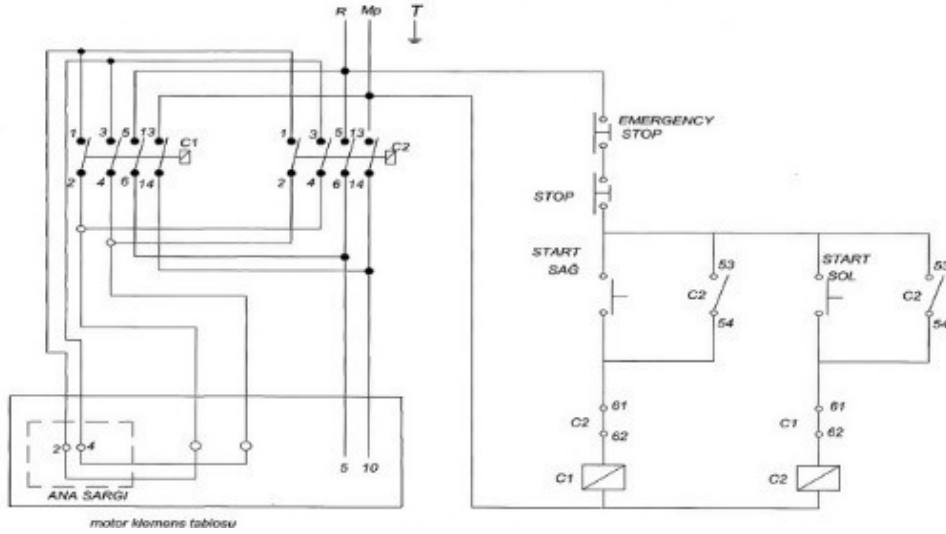 R Mp T
1 3 5 13 C1
1 3 5 13 C2
2 4 6 14
2 4 6 14
EMERGENCY
STOP
STOP
START
SAĞ
53
C2
54
START
SOL
53
C2
54
61
C2
62
61
C1
62
C1
C2
2 4
5 10
ANA SARGI
motor klemens tablosu